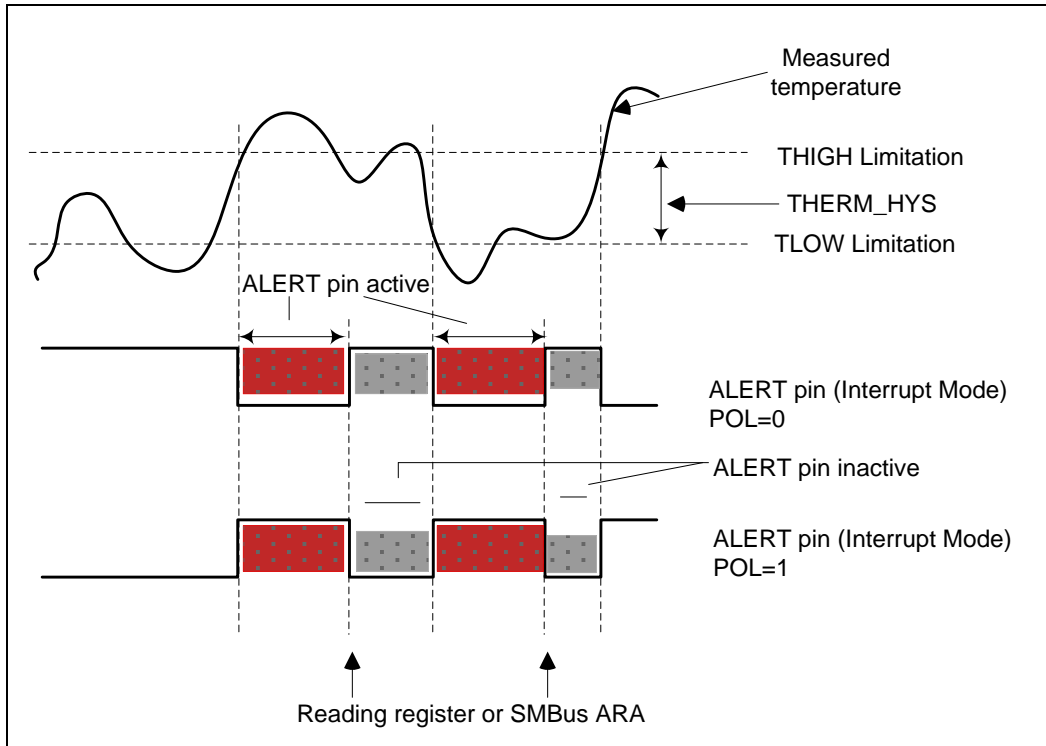 Measured
temperature
THIGH Limitation
THERM_HYS
TLOW Limitation
ALERT pin active
ALERT pin (Interrupt Mode)
POL=0
ALERT pin inactive
ALERT pin (Interrupt Mode)
POL=1
Reading register or SMBus ARA